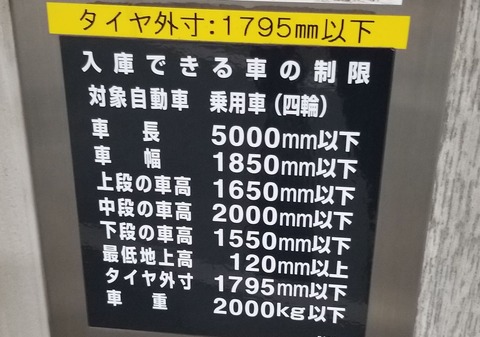 タイヤ外寸:1795mm以下
入庫できる車の制限
対象自動車 乗用車(四輪)
車長 5000mm以下
車幅 1850mm以下
上段の車高 1650mm以下
中段の車高 2000mm以下
下段の車高 1550mm以下
最低地上高 120mm以上
タイヤ外寸 1795mm以下
車重 2000kg以下